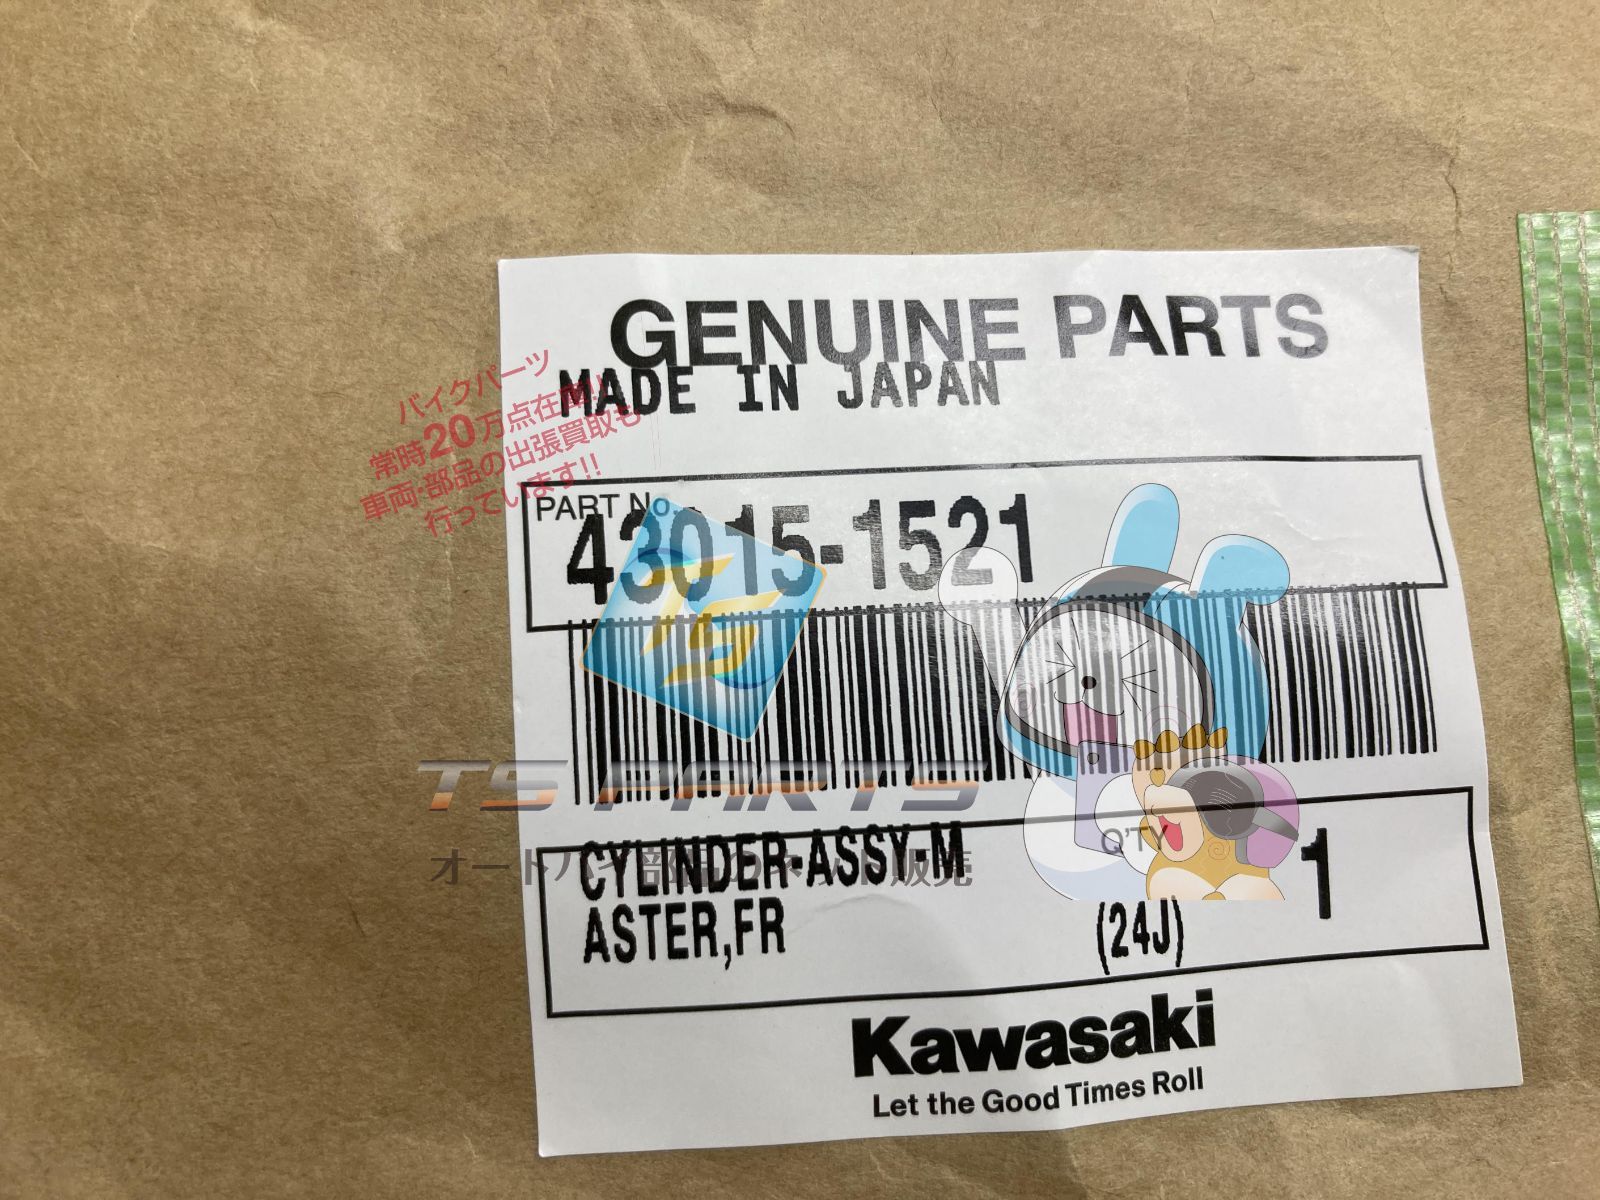 GENUINE PARTS
MADE IN JAPAN
バイクパーツ
常時20万点在庫!!
車両・部品の出張買取も
行っています!!
PART No.
43015-1521
TS
TS PARTS
オートバイ部品のネット販売
CYLINDER-ASSY-M
ASTER,FR
Q'TY
1
(24J)
Kawasaki
Let the Good Times Roll